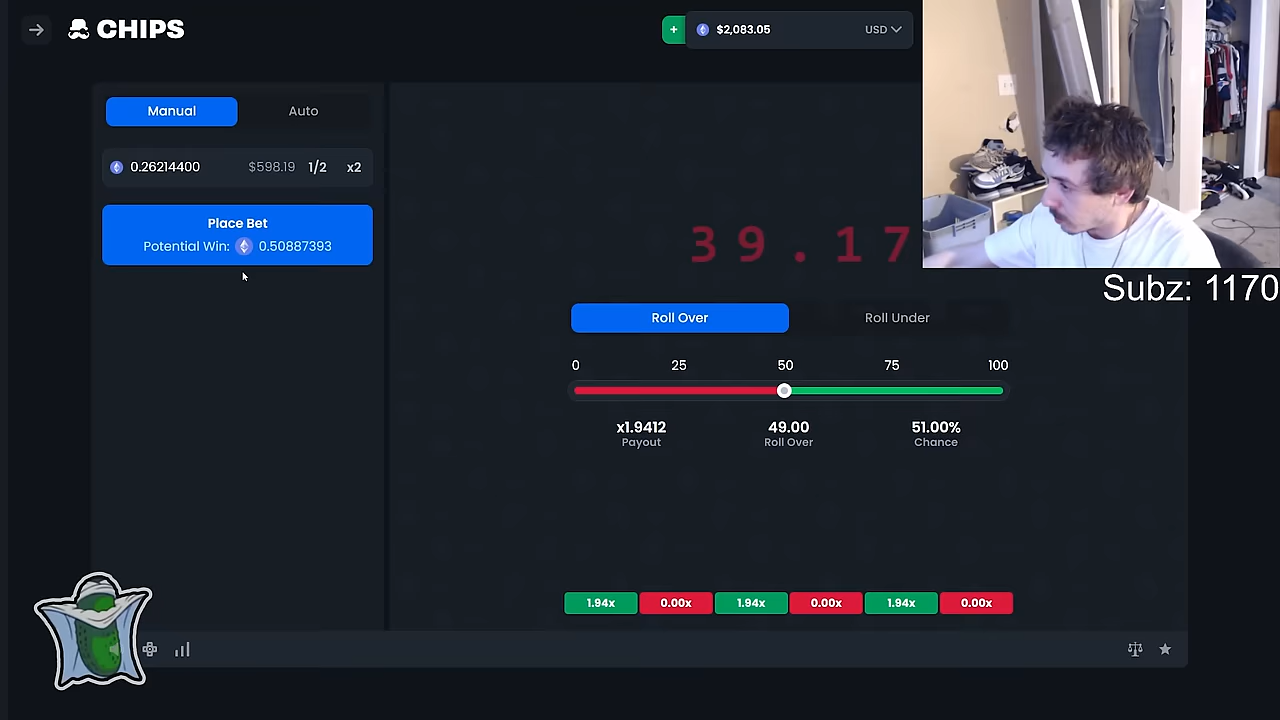 CHIPS
+ $2,083.05 USD
Manual Auto
0.26214400 $598.19 1/2 x2
Place Bet
Potential Win: 0.50887393
39.17
Subz: 1170
Roll Over Roll Under
0 25 50 75 100
x1.9412 49.00 51.00%
Payout Roll Over Chance
1.94x 0.00x 1.94x 0.00x 1.94x 0.00x